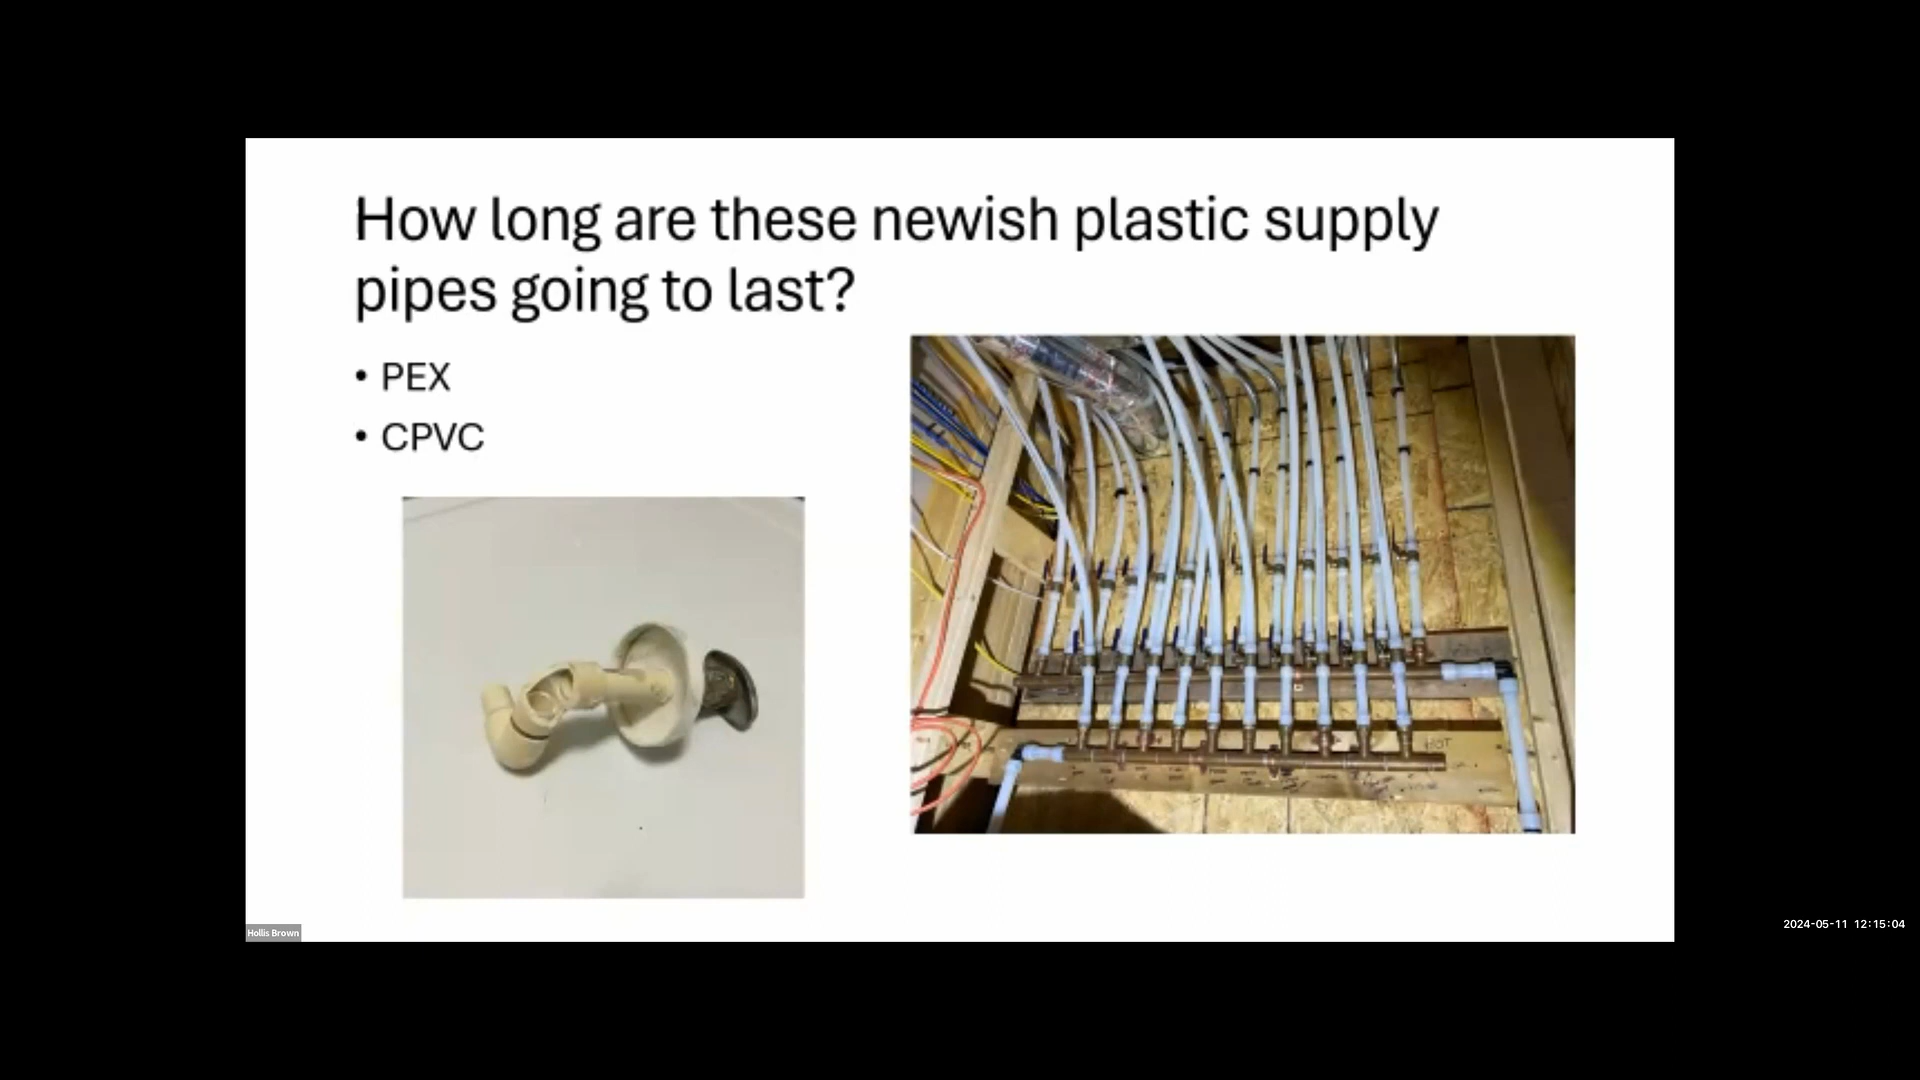 How long are these newish plastic supply
pipes going to last?
• PEX
• CPVC
HOT
Hollis Brown
2024-05-11 12:15:04